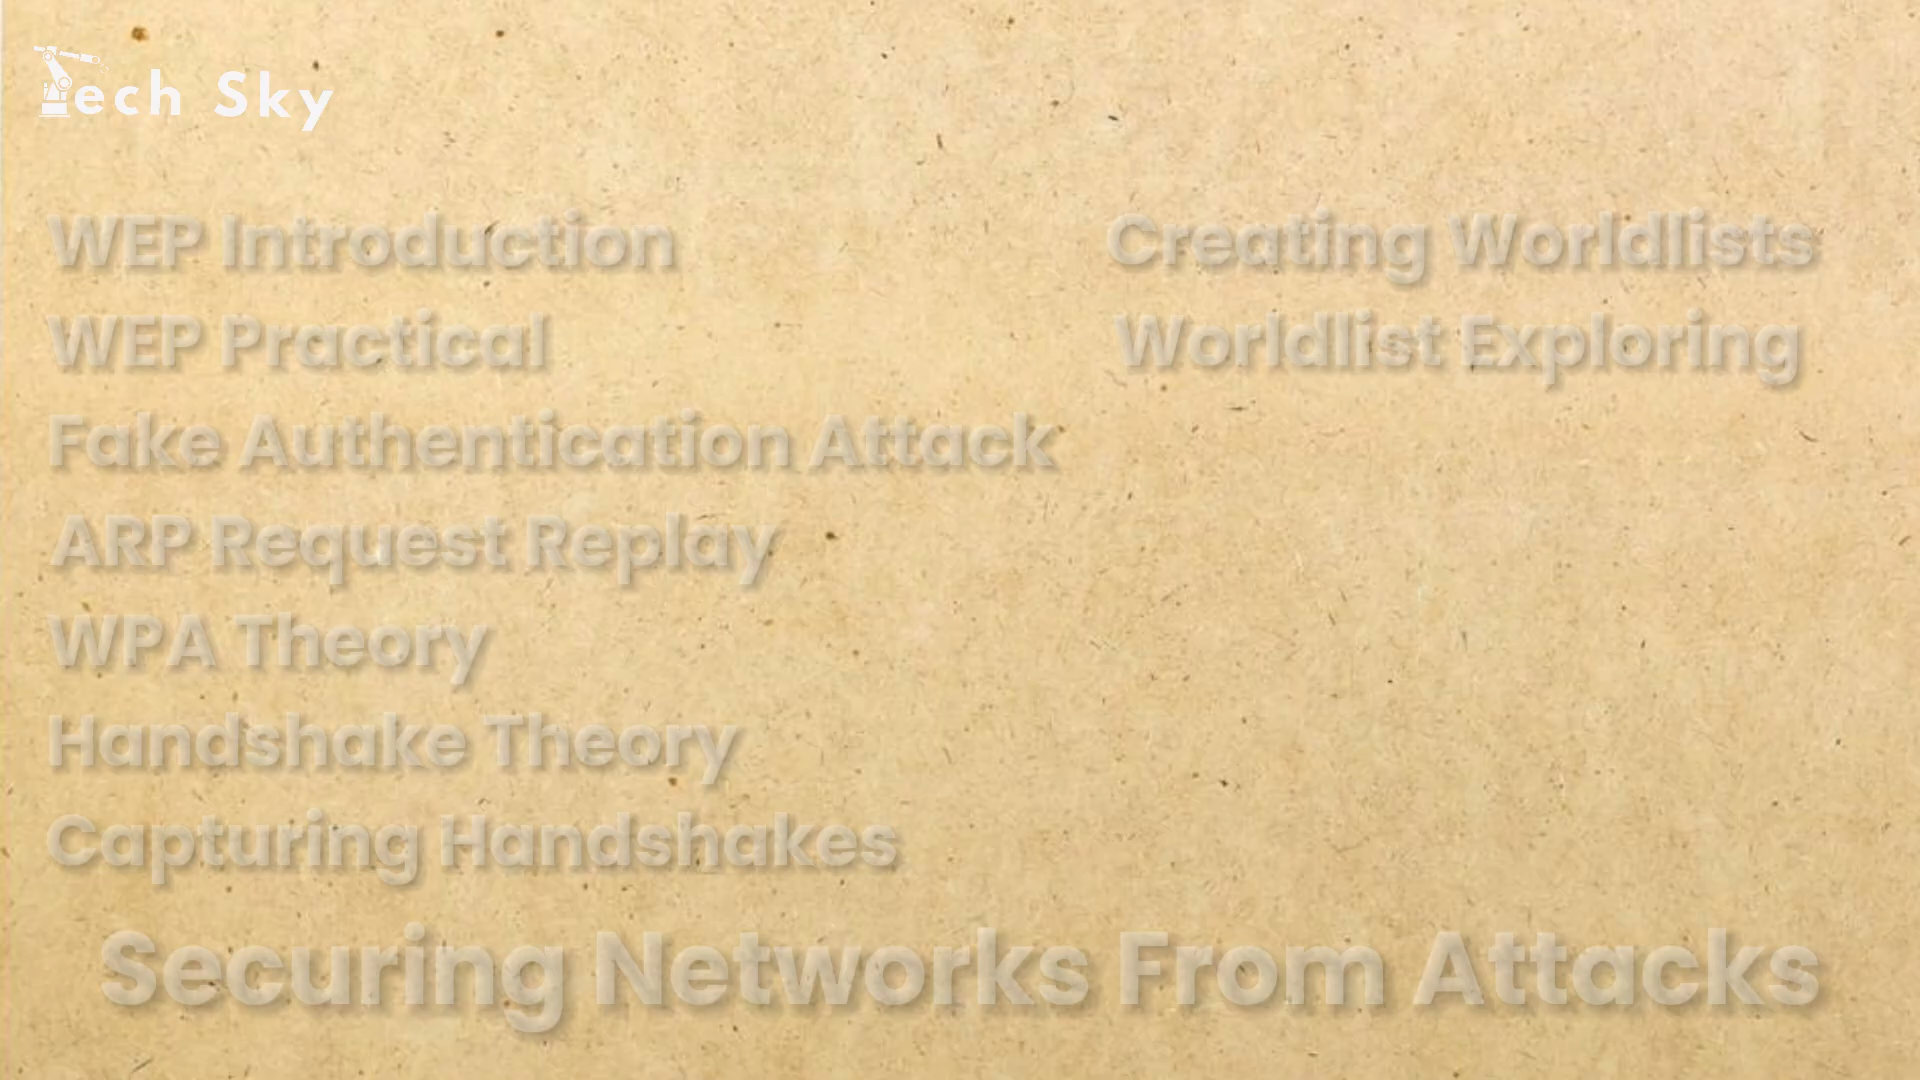 Tech Sky
WEP Introduction
WEP Practical
Fake Authentication Attack
ARP Request Replay
WPA Theory
Handshake Theory
Capturing Handshakes
Creating Worldlists
Worldlist Exploring
Securing Networks From Attacks